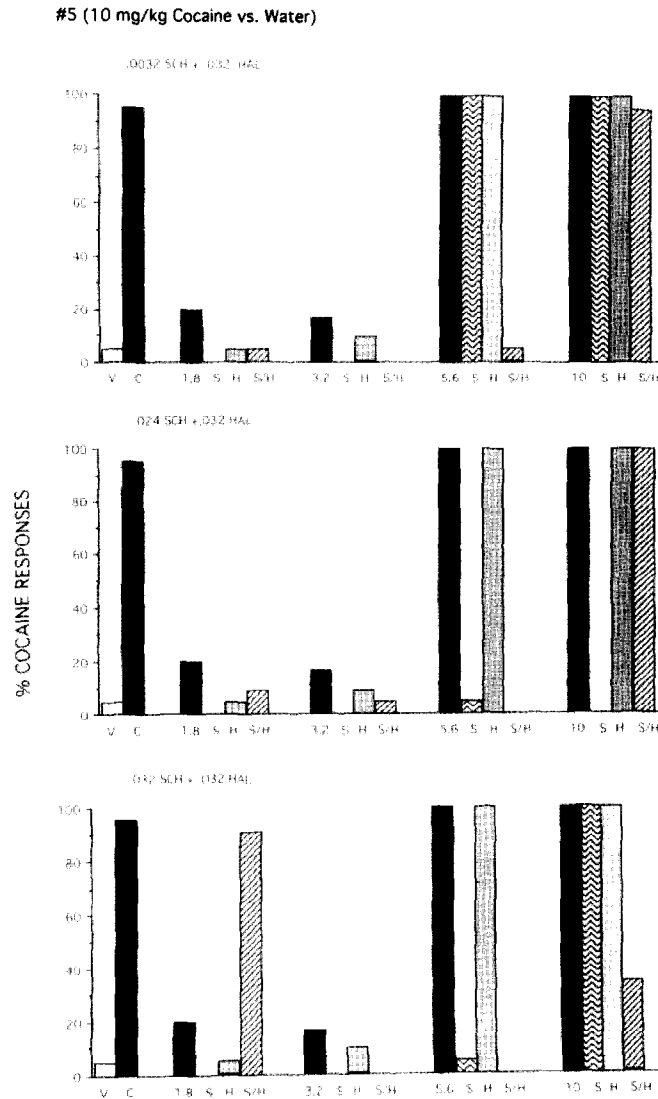 #5 (10 mg/kg Cocaine vs. Water)
.0032 SCH + .032 HAL
100
80
60
40
20
0
V C 1.8 S H S/H 3.2 S H S/H 5.6 S H S/H 10 S H S/H
.024 SCH + .032 HAL
100
80
60
40
20
0
V C 1.8 S H S/H 3.2 S H S/H 5.6 S H S/H 10 S H S/H
% COCAINE RESPONSES
.032 SCH + .032 HAL
100
80
60
40
20
0
V C 1.8 S H S/H 3.2 S H S/H 5.6 S H S/H 10 S H S/H